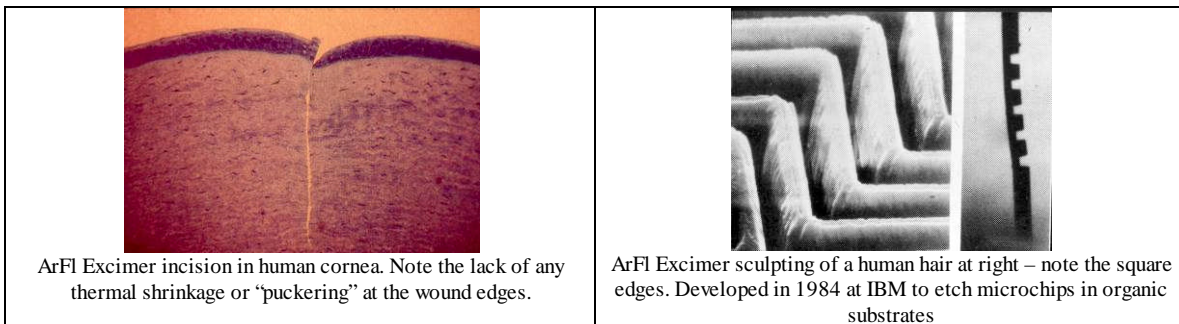 ArFl Excimer incision in human cornea. Note the lack of any
thermal shrinkage or “puckering” at the wound edges.
ArFl Excimer sculpting of a human hair at right – note the square
edges. Developed in 1984 at IBM to etch microchips in organic
substrates